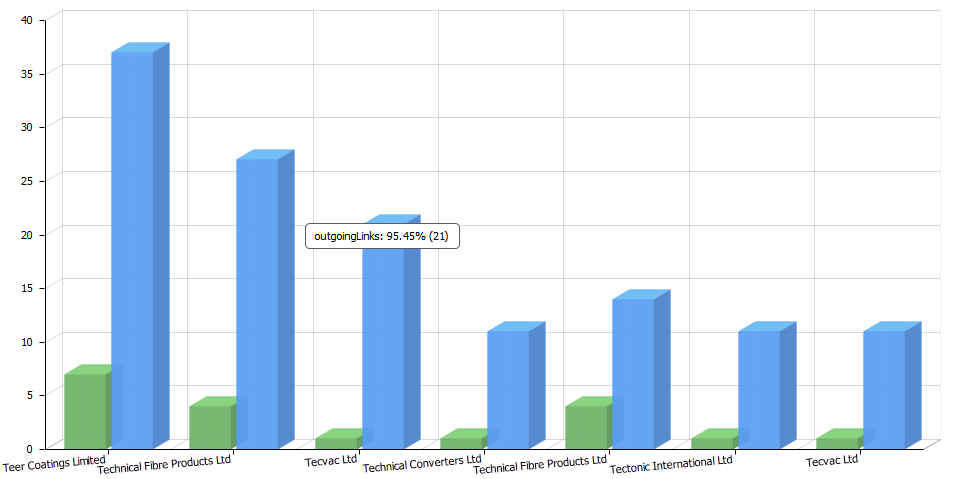 40
35
30
25
20
15
10
5
0
outgoingLinks: 95.45% (21)
Teer Coatings Limited
Technical Fibre Products Ltd
Tecvac Ltd
Technical Converters Ltd
Technical Fibre Products Ltd
Tectonic International Ltd
Tecvac Ltd